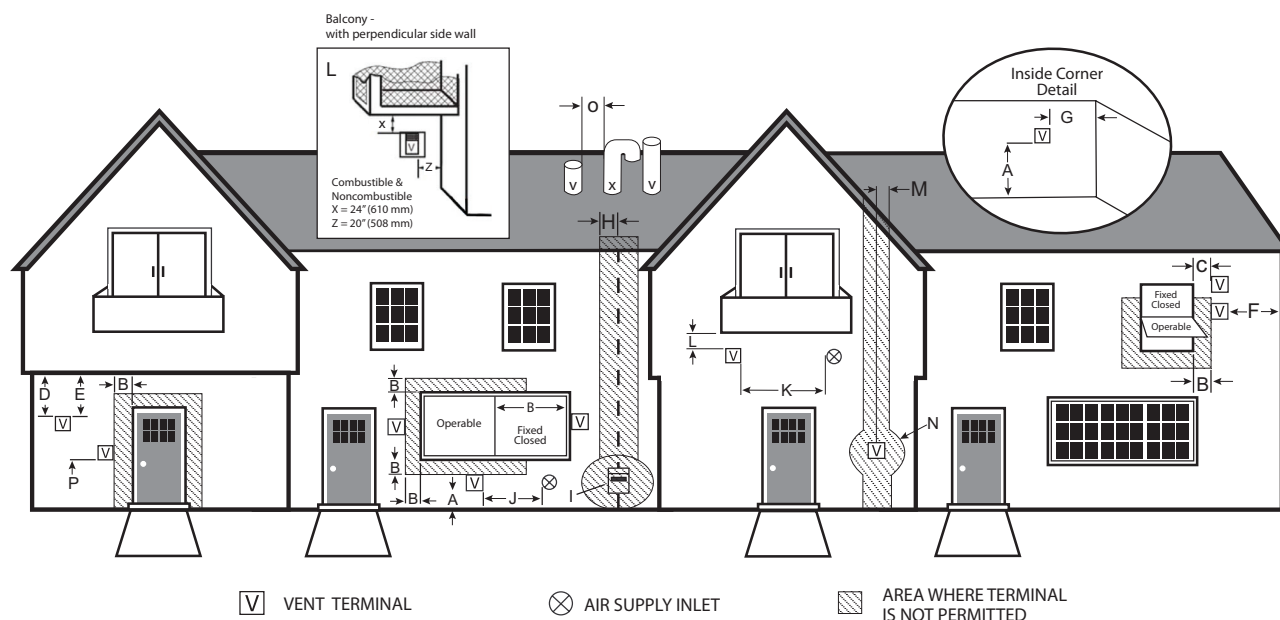 Balcony -
with perpendicular side wall
L
x
V
Z
Combustible &
Noncombustible
X = 24" (610 mm)
Z = 20" (508 mm)
O
V
X
V
Inside Corner
Detail
G
V
A
H
M
C
V
Fixed
Closed
V
F
Operable
B
L
V
K
D
E
B
V
V
P
B
B
Operable
Fixed
Closed
V
V
B
B
V
A
J
I
N
V
V VENT TERMINAL
AIR SUPPLY INLET
AREA WHERE TERMINAL
IS NOT PERMITTED